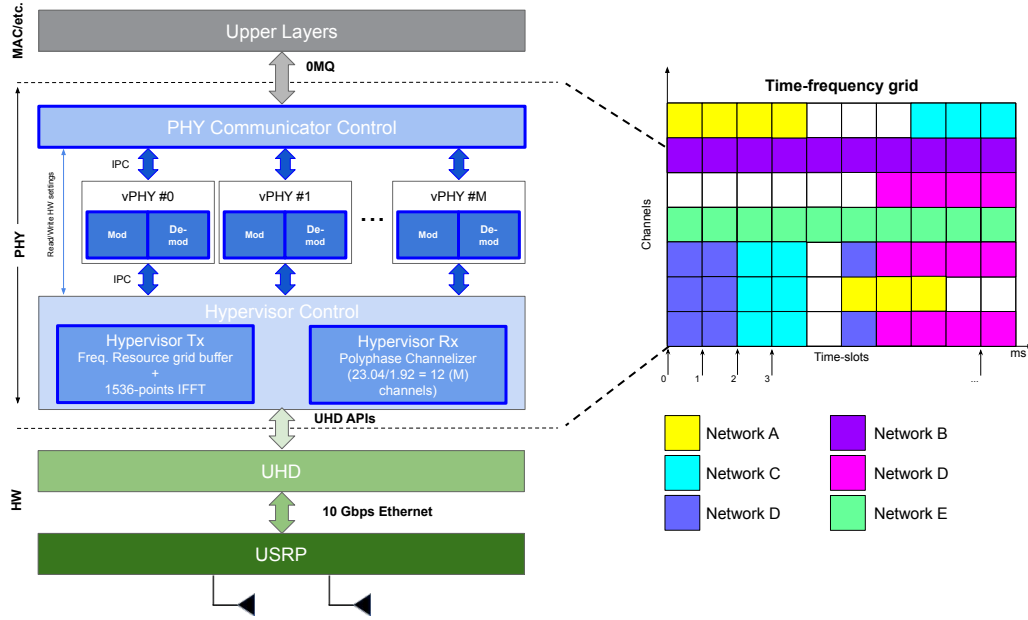 MAC/etc.
Upper Layers
0MQ
PHY
PHY Communicator Control
Read/Write HW settings
IPC
vPHY #0
Mod
De-
mod
vPHY #1
Mod
De-
mod
...
vPHY #M
Mod
De-
mod
IPC
Hypervisor Control
Hypervisor Tx
Freq. Resource grid buffer
+
1536-points IFFT
Hypervisor Rx
Polyphase Channelizer
(23.04/1.92 = 12 (M)
channels)
UHD APIs
HW
UHD
10 Gbps Ethernet
USRP
Time-frequency grid
Channels
Time-slots
ms
0
1
2
3
...
Network A
Network B
Network C
Network D
Network D
Network E